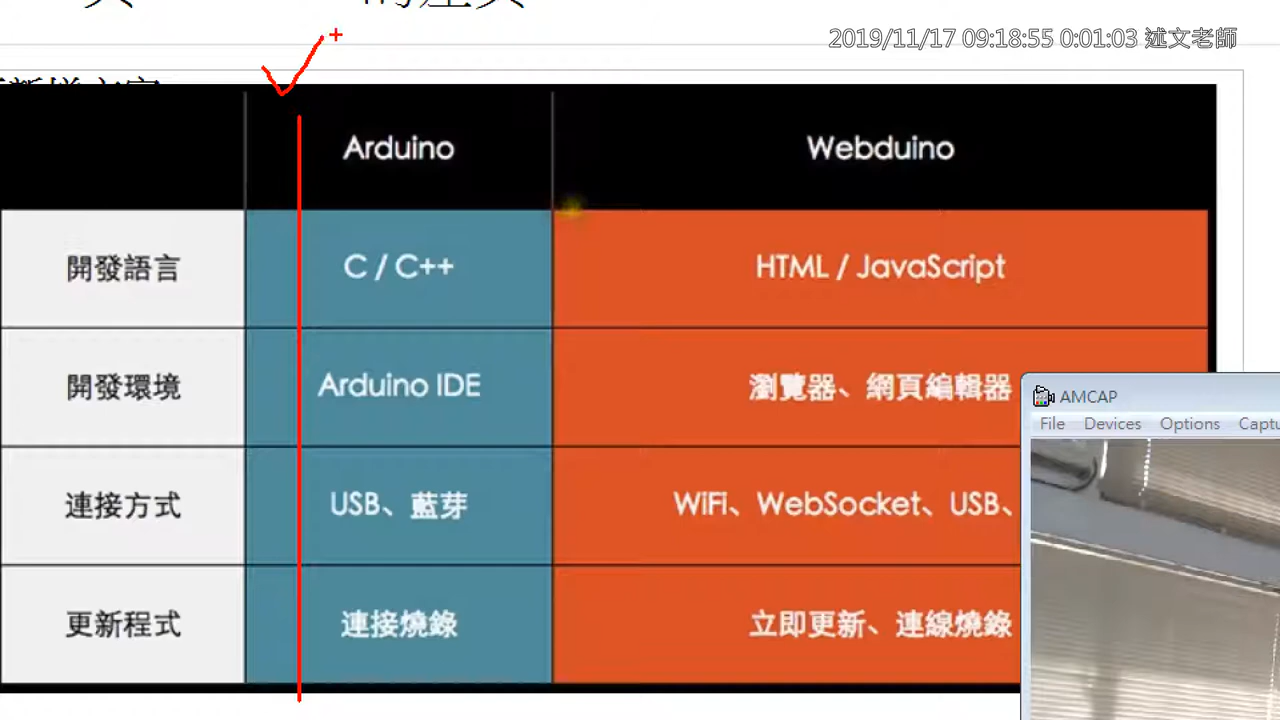 2019/11/17 09:18:55 0:01:03 述文老師
Arduino Webduino
開發語言 C / C++ HTML / JavaScript
開發環境 Arduino IDE 瀏覽器、網頁編輯器
連接方式 USB、藍芽 WiFi、WebSocket、USB、
更新程式 連接燒錄 立即更新、連線燒錄
AMCAP
File Devices Options Captu